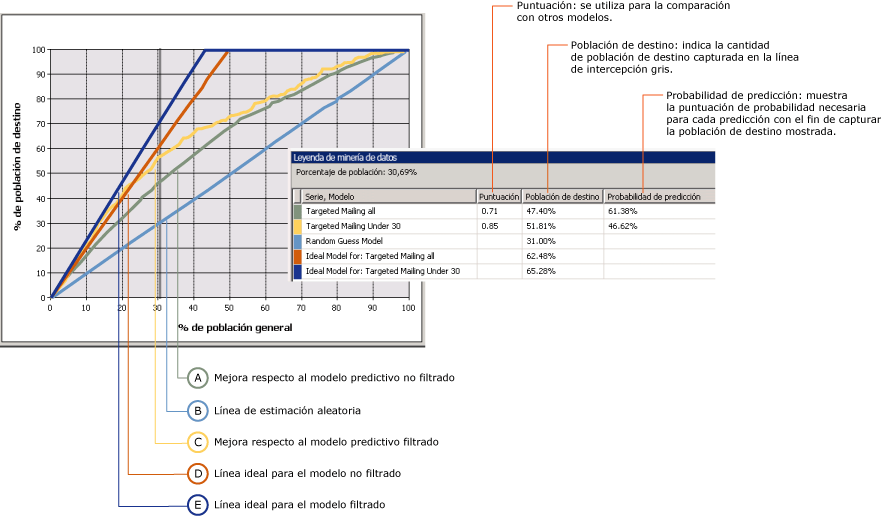 Puntuación: se utiliza para la comparación
con otros modelos.
Población de destino: indica la cantidad
de población de destino capturada en la línea
de intercepción gris.
Probabilidad de predicción: muestra
la puntuación de probabilidad necesaria
para cada predicción con el fin de capturar
la población de destino mostrada.
% de población de destino
100
90
80
70
60
50
40
30
20
10
0
0 10 20 30 40 50 60 70 80 90 100
% de población general
Leyenda de minería de datos
Porcentaje de población: 30,69%
Serie, Modelo Puntuación Población de destino Probabilidad de predicción
Targeted Mailing all 0.71 47.40% 61.38%
Targeted Mailing Under 30 0.85 51.81% 46.62%
Random Guess Model 31.00%
Ideal Model for: Targeted Mailing all 62.48%
Ideal Model for: Targeted Mailing Under 30 65.28%
A Mejora respecto al modelo predictivo no filtrado
B Línea de estimación aleatoria
C Mejora respecto al modelo predictivo filtrado
D Línea ideal para el modelo no filtrado
E Línea ideal para el modelo filtrado